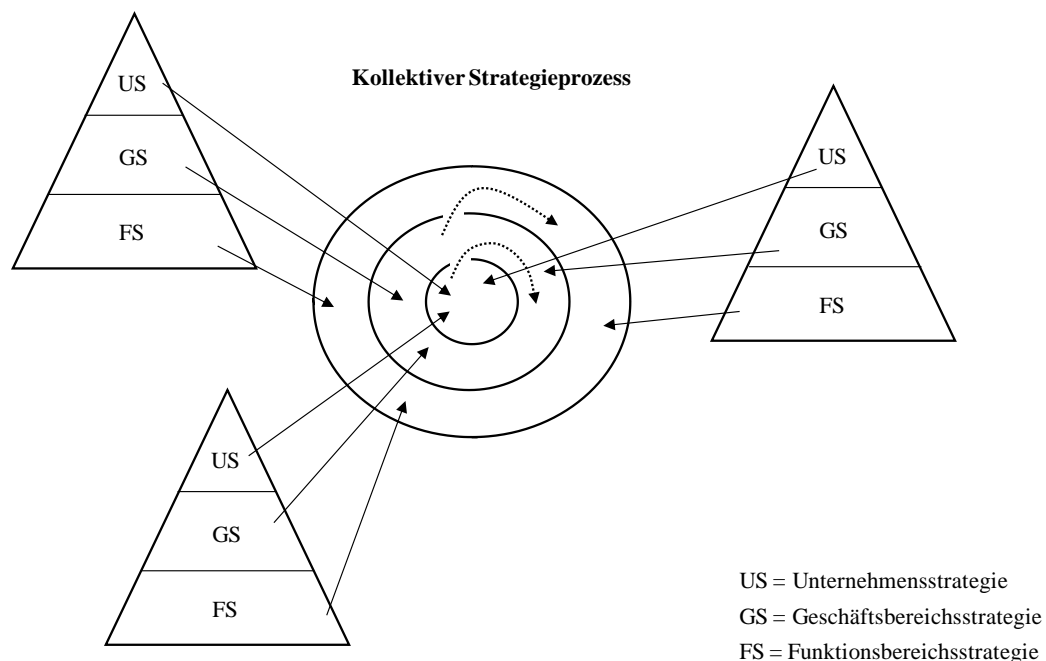 Kollektiver Strategieprozess
US
GS
FS
US
GS
FS
US
GS
FS
US = Unternehmensstrategie
GS = Geschäftsbereichsstrategie
FS = Funktionsbereichsstrategie